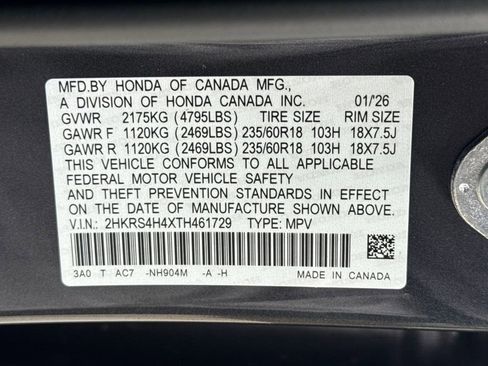 MFD.BY HONDA OF CANADA MFG.,
A DIVISION OF HONDA CANADA INC. 01/'26
GVWR 2175KG (4795LBS) TIRE SIZE RIM SIZE
GAWR F 1120KG (2469LBS) 235/60R18 103H 18X7.5J
GAWR R 1120KG (2469LBS) 235/60R18 103H 18X7.5J
THIS VEHICLE CONFORMS TO ALL APPLICABLE
FEDERAL MOTOR VEHICLE SAFETY
AND THEFT PREVENTION STANDARDS IN EFFECT
ON THE DATE OF MANUFACTURE SHOWN ABOVE.
V.I.N.: 2HKRS4H4XTH461729 TYPE: MPV
3A0 T AC7 -NH904M -A -H MADE IN CANADA